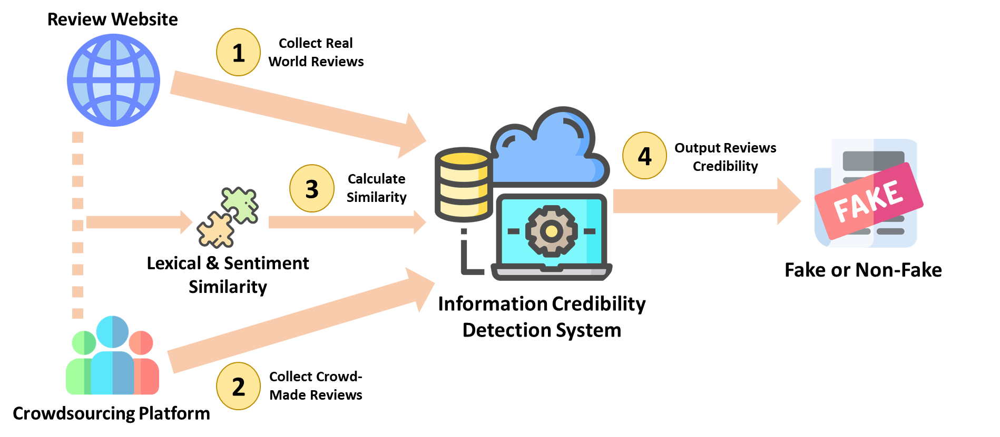 Review Website
1
Collect Real
World Reviews
3
Calculate
Similarity
Lexical & Sentiment
Similarity
2
Collect Crowd-
Made Reviews
Crowdsourcing Platform
Information Credibility
Detection System
4
Output Reviews
Credibility
FAKE
Fake or Non-Fake